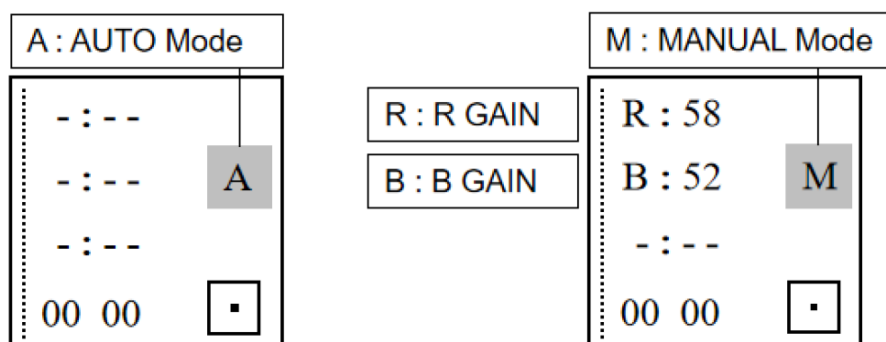 A : AUTO Mode
- : - -
- : - -
A
- : - -
00 00
M : MANUAL Mode
R : R GAIN
B : B GAIN
R : 58
B : 52
M
- : - -
00 00